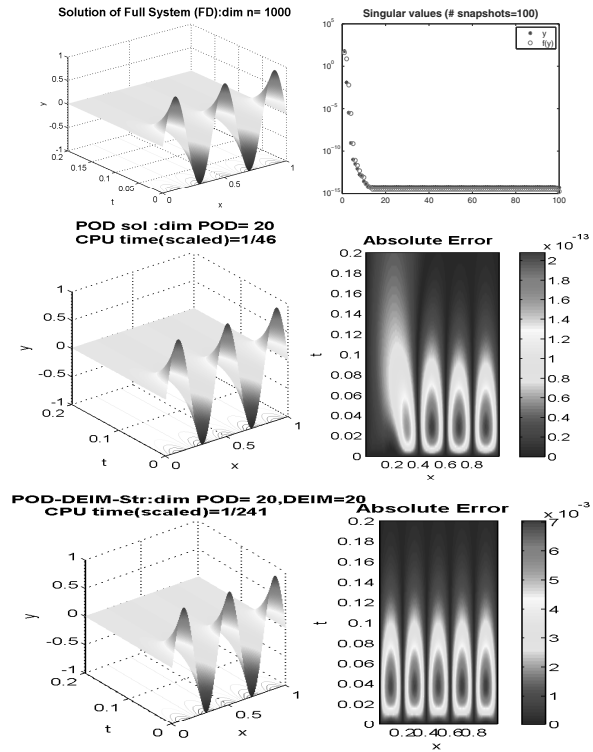 Solution of Full System (FD):dim n= 1000
1
0.5
0
-0.5
-1
y
0.2
0.15
0.1
0.05
0
t
0
0.5
1
x
Singular values (# snapshots=100)
y
f(y)
10^5
10^0
10^-5
10^-10
10^-15
0 20 40 60 80 100
POD sol :dim POD= 20
CPU time(scaled)=1/46
1
0.5
0
-0.5
-1
y
0.2
0.1
0
t
0
0.5
1
x
Absolute Error
x 10^-13
0.2
0.18
0.16
0.14
0.12
0.1
0.08
0.06
0.04
0.02
0
t
0.2 0.4 0.6 0.8
x
2
1.8
1.6
1.4
1.2
1
0.8
0.6
0.4
0.2
0
POD-DEIM-Str:dim POD= 20,DEIM=20
CPU time(scaled)=1/241
1
0.5
0
-0.5
-1
y
0.2
0.1
0
t
0
0.5
1
x
Absolute Error
x 10^-3
0.2
0.18
0.16
0.14
0.12
0.1
0.08
0.06
0.04
0.02
0
t
0.2 0.4 0.6 0.8
x
7
6
5
4
3
2
1
0